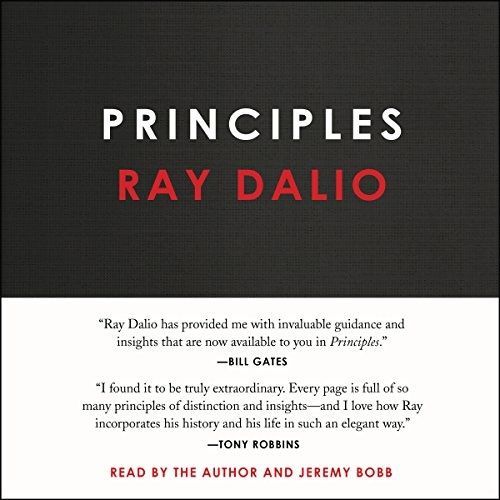 PRINCIPLES
RAY DALIO
“Ray Dalio has provided me with invaluable guidance and
insights that are now available to you in Principles.”
—BILL GATES
“I found it to be truly extraordinary. Every page is full of so
many principles of distinction and insights—and I love how Ray
incorporates his history and his life in such an elegant way.”
—TONY ROBBINS
READ BY THE AUTHOR AND JEREMY BOBB